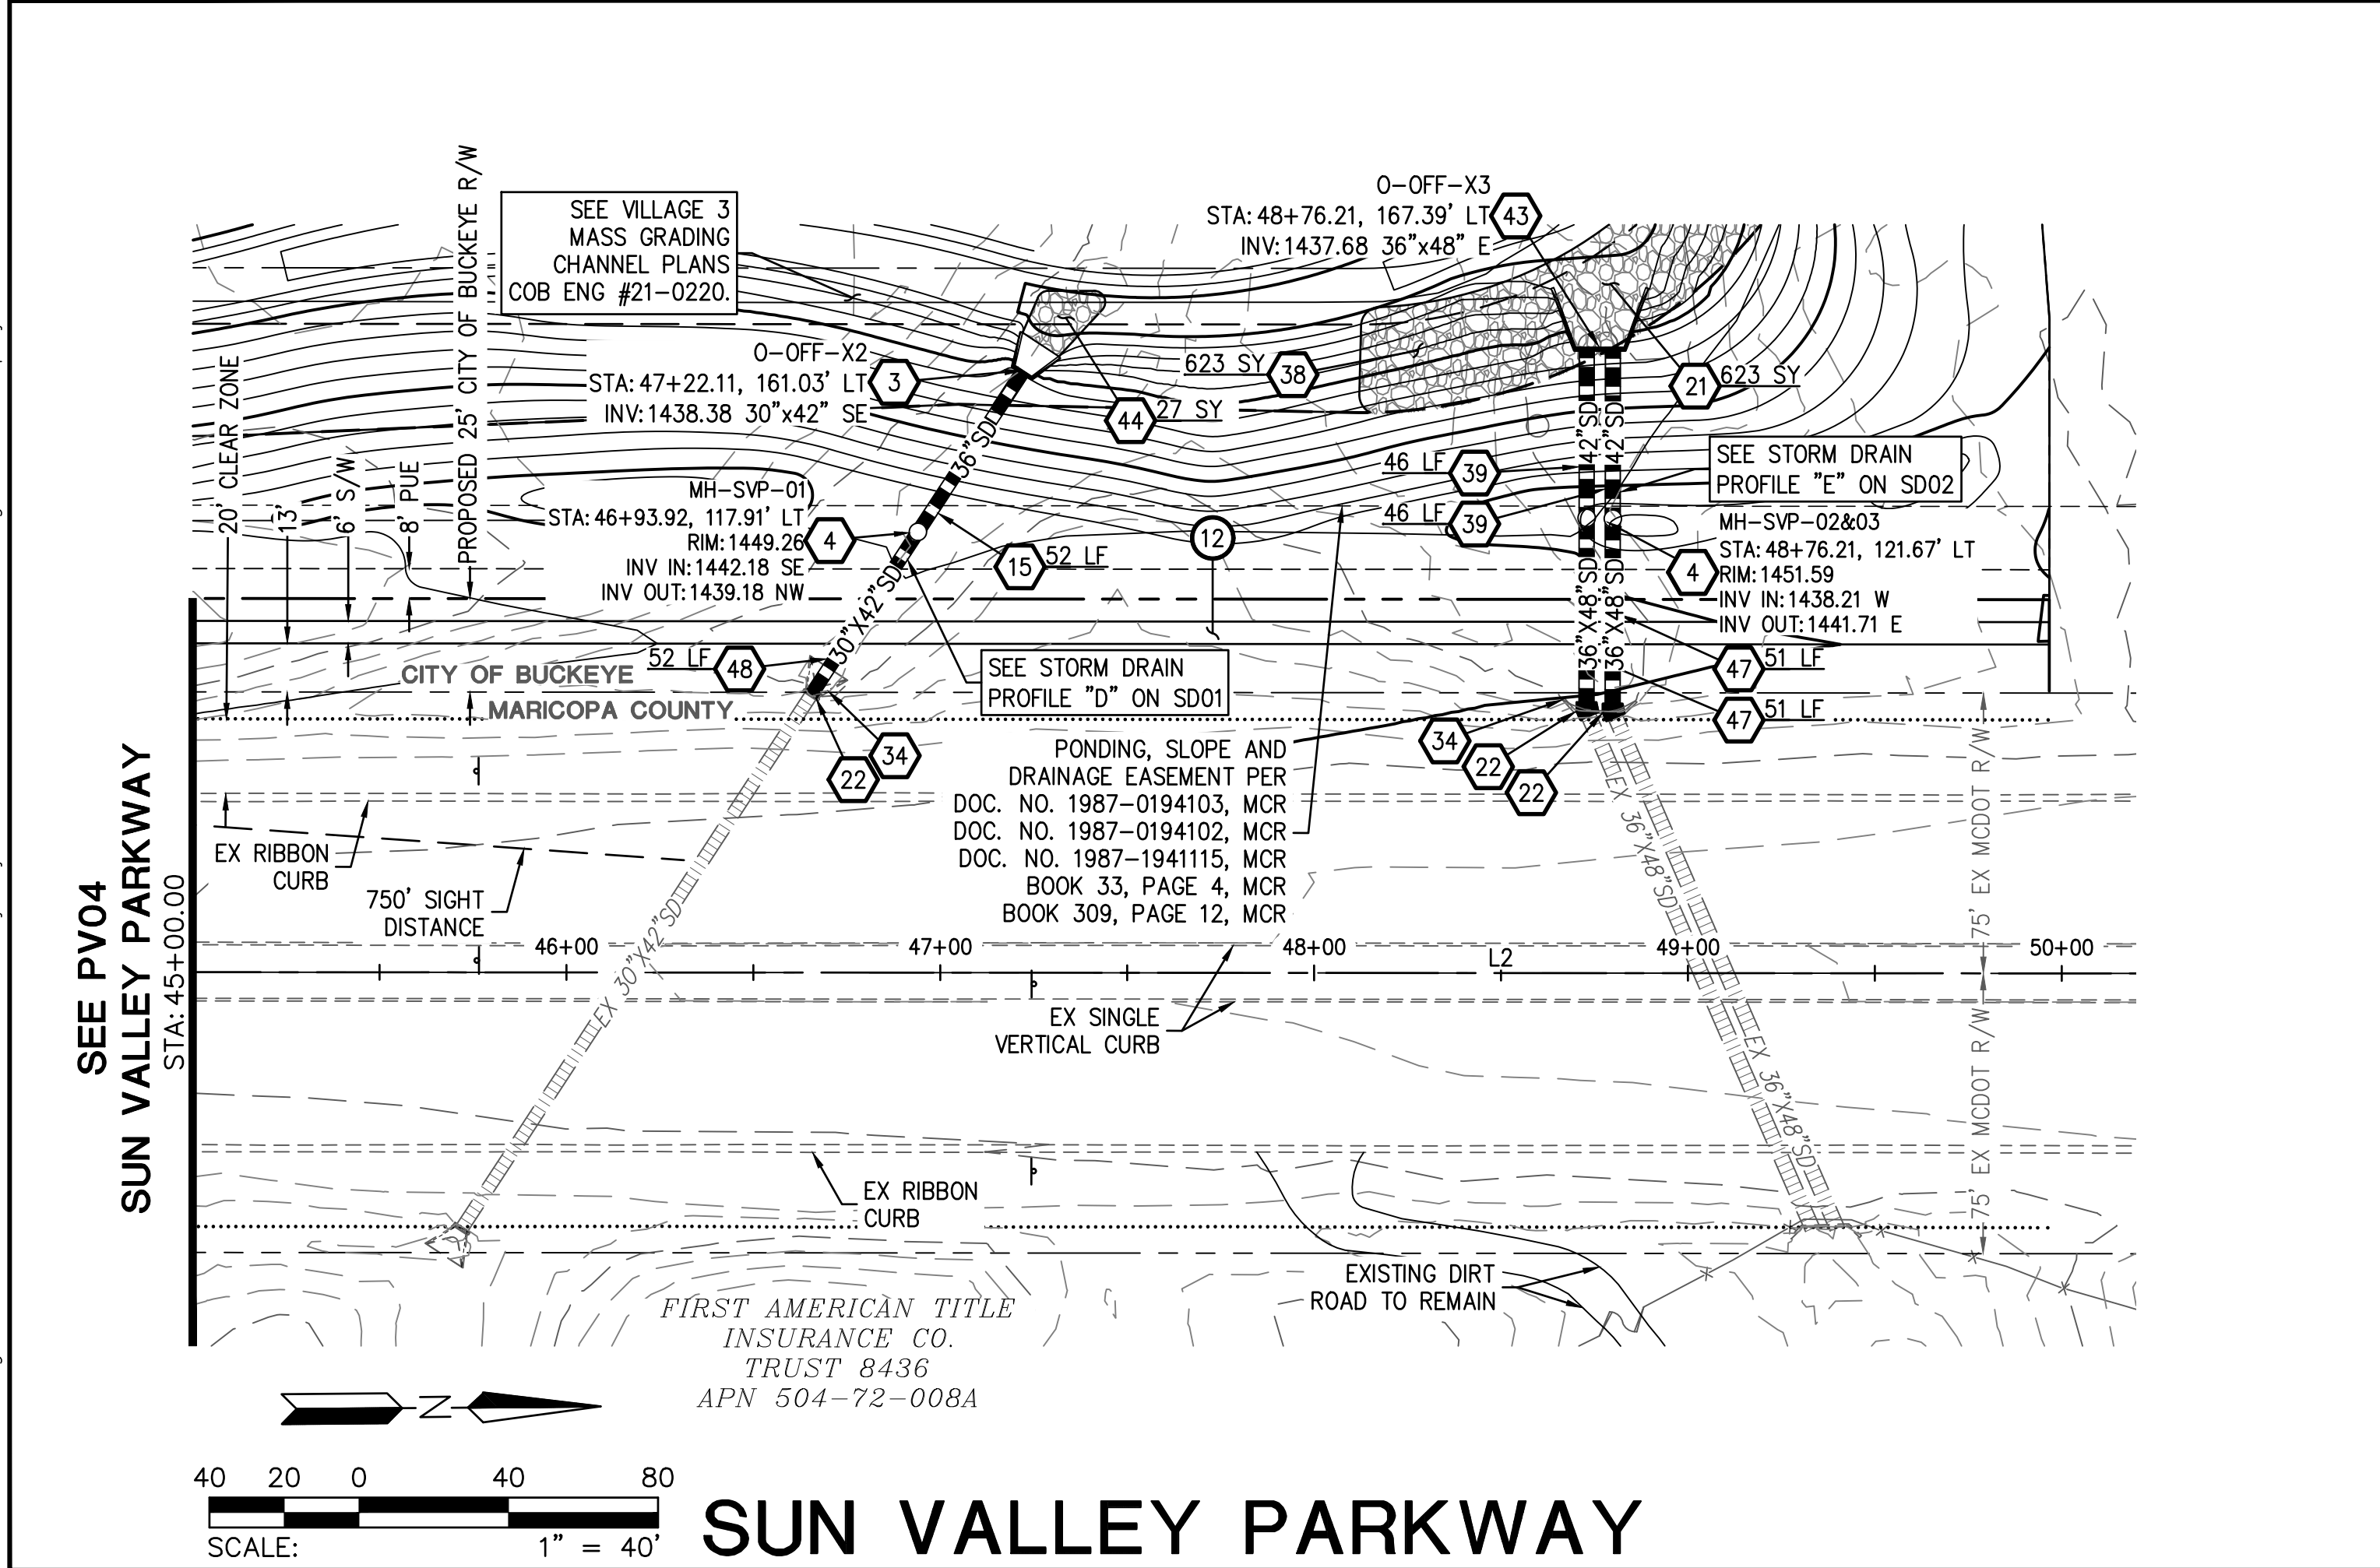 SEE VILLAGE 3
MASS GRADING
CHANNEL PLANS
COB ENG #21-0220.
20' CLEAR ZONE
13'
6' S/W
8' PUE
PROPOSED 25' CITY OF BUCKEYE R/W
O-OFF-X3
STA: 48+76.21, 167.39' LT
INV:1437.68 36"x48" E
43
O-OFF-X2
STA: 47+22.11, 161.03' LT
INV:1438.38 30"x42" SE
3
623 SY
38
44
27 SY
21
623 SY
36"SD
42"SD
42"SD
46 LF
39
46 LF
39
SEE STORM DRAIN
PROFILE "E" ON SD02
MH-SVP-01
STA: 46+93.92, 117.91' LT
RIM:1449.26
INV IN:1442.18 SE
INV OUT:1439.18 NW
4
15
52 LF
12
MH-SVP-02&03
STA: 48+76.21, 121.67' LT
RIM:1451.59
INV IN:1438.21 W
INV OUT:1441.71 E
4
30"X42"SD
36"X48"SD
36"X48"SD
52 LF
48
SEE STORM DRAIN
PROFILE "D" ON SD01
47
51 LF
47
51 LF
CITY OF BUCKEYE
MARICOPA COUNTY
34
22
34
22
22
PONDING, SLOPE AND
DRAINAGE EASEMENT PER
DOC. NO. 1987-0194103, MCR
DOC. NO. 1987-0194102, MCR
DOC. NO. 1987-1941115, MCR
BOOK 33, PAGE 4, MCR
BOOK 309, PAGE 12, MCR
EX RIBBON
CURB
750' SIGHT
DISTANCE
SEE PV04
SUN VALLEY PARKWAY
STA: 45+00.00
EX 30"X42"SD
EX 36"X48"SD
EX 36"X48"SD
75' EX MCDOT R/W
75' EX MCDOT R/W
46+00
47+00
48+00
L2
49+00
50+00
EX SINGLE
VERTICAL CURB
EX RIBBON
CURB
EXISTING DIRT
ROAD TO REMAIN
FIRST AMERICAN TITLE
INSURANCE CO.
TRUST 8436
APN 504-72-008A
N
40 20 0 40 80
SCALE: 1" = 40'
SUN VALLEY PARKWAY